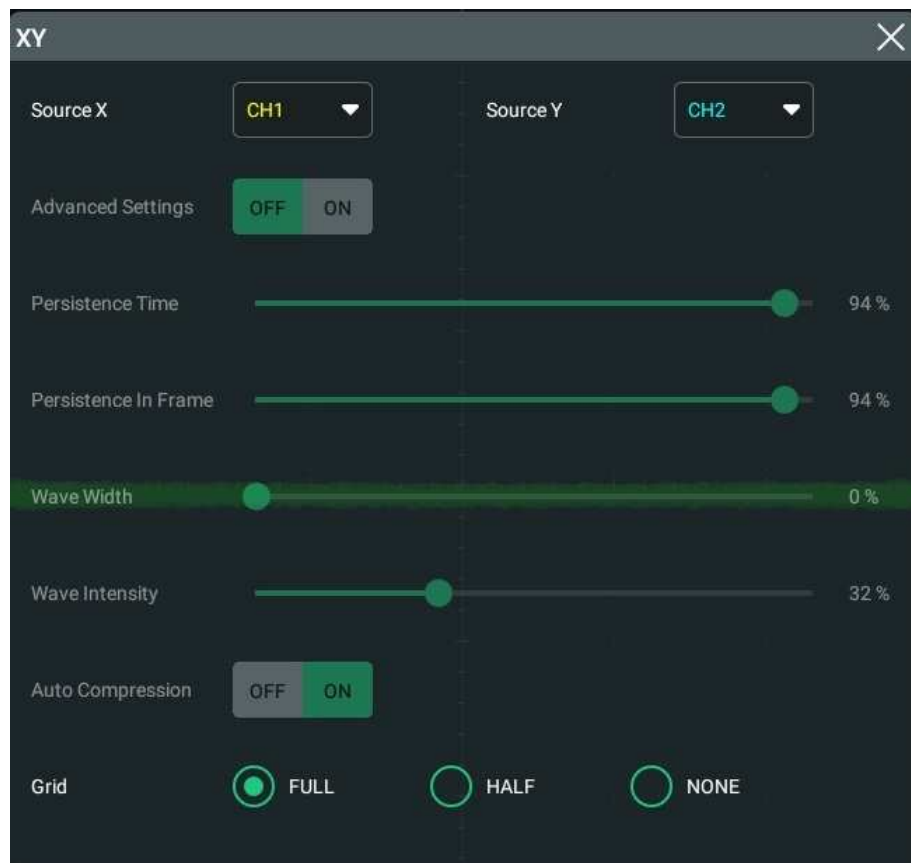 XY
Source X CH1 Source Y CH2
Advanced Settings OFF ON
Persistence Time 94 %
Persistence In Frame 94 %
Wave Width 0 %
Wave Intensity 32 %
Auto Compression OFF ON
Grid FULL HALF NONE